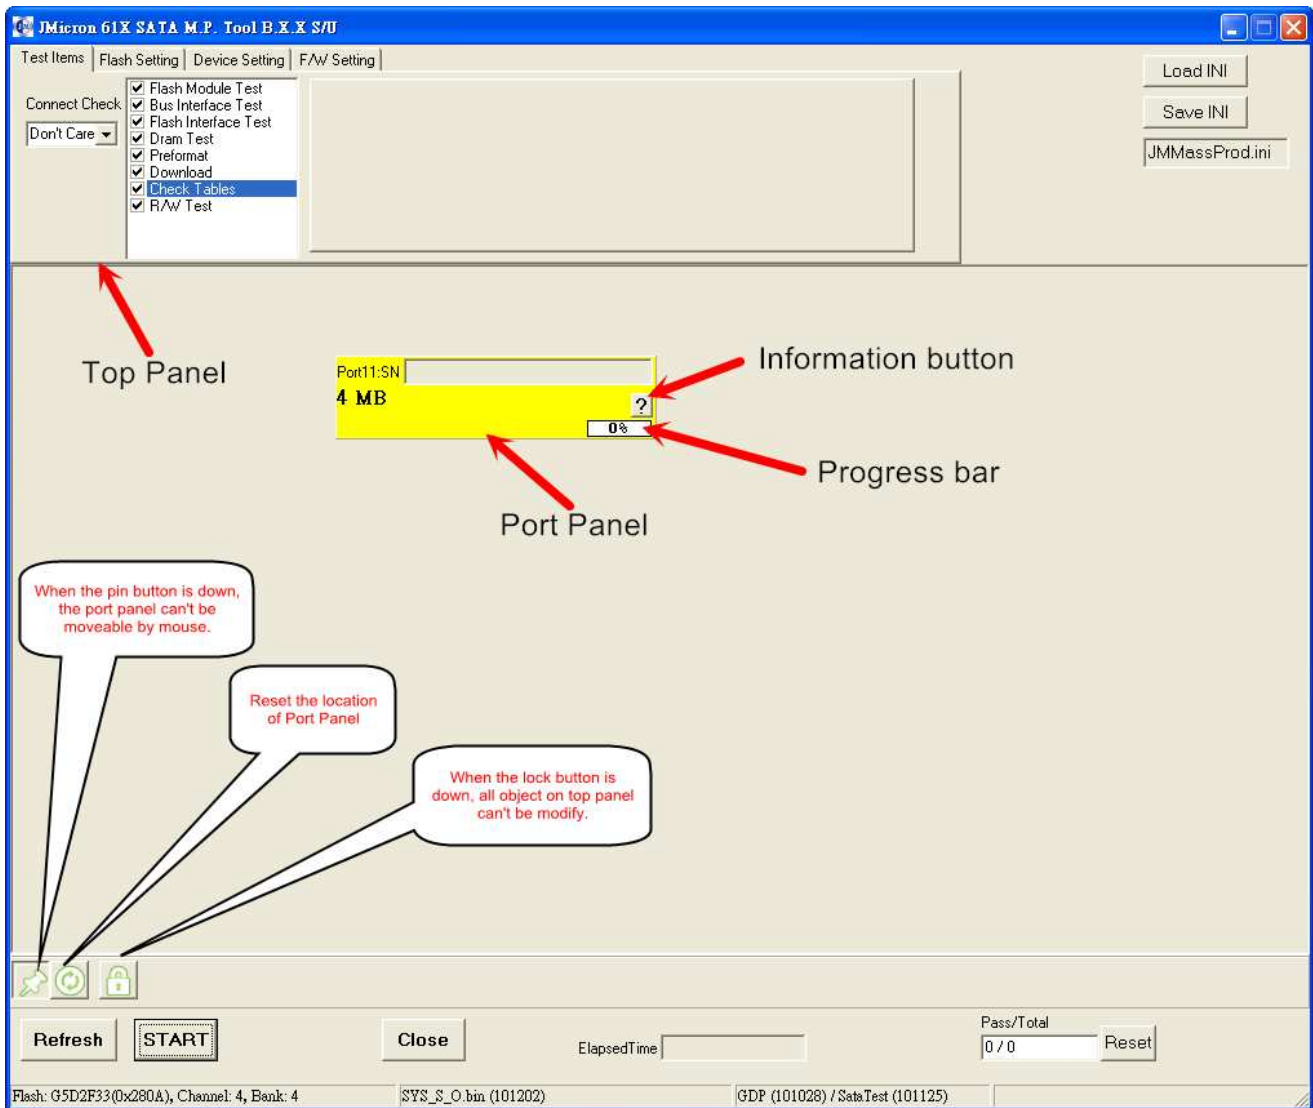 JMicron 61X SATA M.P. Tool B.X.X S/U
Test Items
Flash Setting
Device Setting
F/W Setting
Load INI
Save INI
JMMassProd.ini
Connect Check
Don't Care
Flash Module Test
Bus Interface Test
Flash Interface Test
Dram Test
Preformat
Download
Check Tables
R/W Test
Top Panel
Information button
Port11:SN
4 MB
?
0%
Progress bar
Port Panel
When the pin button is down,
the port panel can't be
moveable by mouse.
Reset the location
of Port Panel
When the lock button is
down, all object on top panel
can't be modify.
Refresh
START
Close
ElapsedTime
Pass/Total
0 / 0
Reset
Flash: G5D2F33(0x280A), Channel: 4, Bank: 4
SYS_S_O.bin (101202)
GDP (101028) / SataTest (101125)